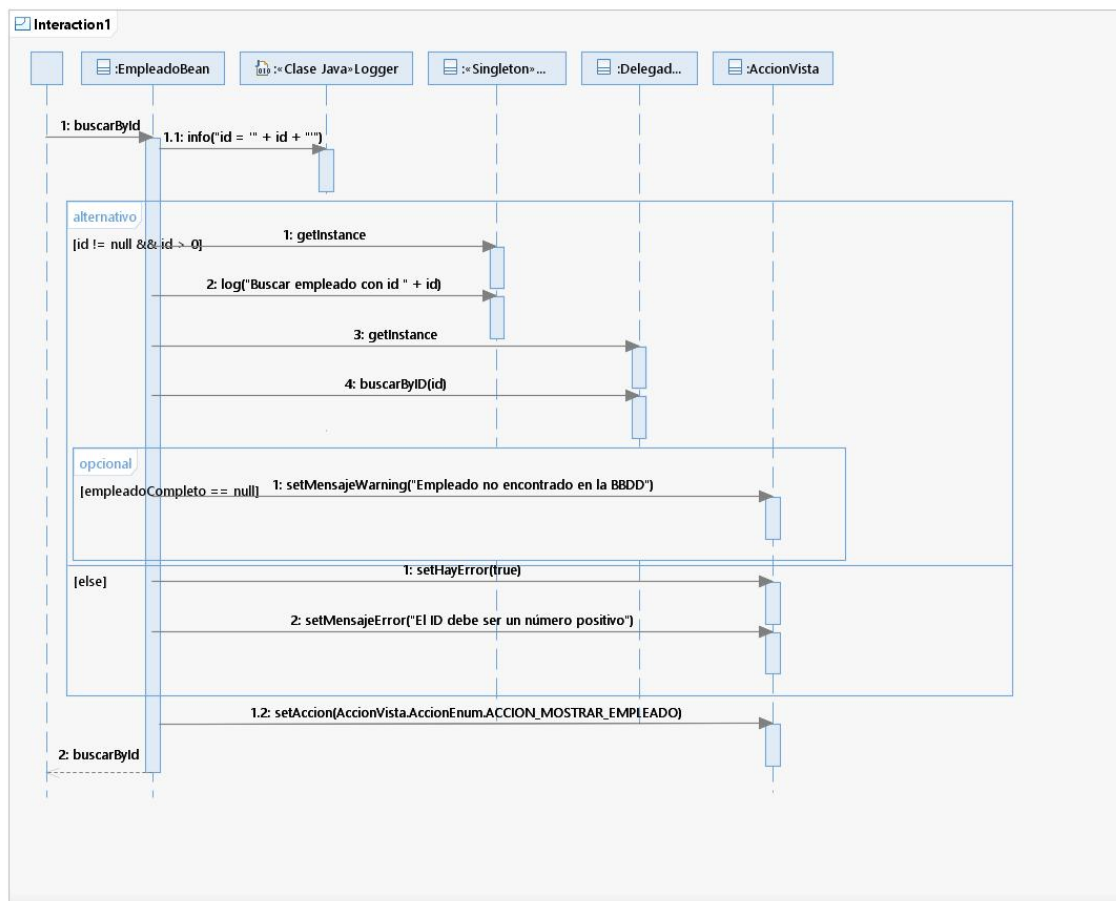 Interaction1
:EmpleadoBean
:«Clase Java»Logger
:«Singleton»...
:Delegad...
:AccionVista
1: buscarById
1.1: info("id = '" + id + "'")
alternativo
[id != null && id > 0]
1: getInstance
2: log("Buscar empleado con id " + id)
3: getInstance
4: buscarByID(id)
opcional
[empleadoCompleto == null]
1: setMensajeWarning("Empleado no encontrado en la BBDD")
[else]
1: setHayError(true)
2: setMensajeError("El ID debe ser un número positivo")
1.2: setAccion(AccionVista.AccionEnum.ACCION_MOSTRAR_EMPLEADO)
2: buscarById